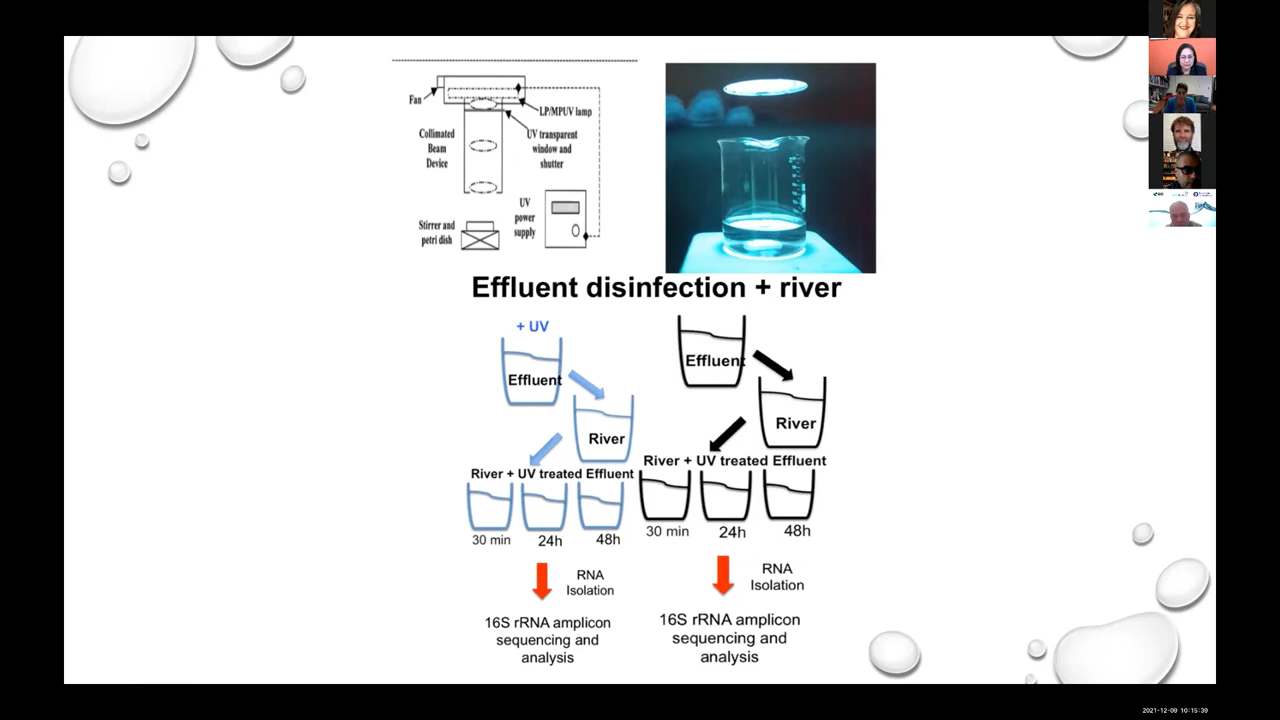 Fan
LP/MPUV lamp
Collimated
Beam
Device
UV transparent
window and
shutter
UV
power
supply
Stirrer and
petri dish
Effluent disinfection + river
+ UV
Effluent
River
River + UV treated Effluent
30 min
24h
48h
RNA
Isolation
16S rRNA amplicon
sequencing and
analysis
Effluent
River
River + UV treated Effluent
30 min
24h
48h
RNA
Isolation
16S rRNA amplicon
sequencing and
analysis
2021-12-09 10:15:39